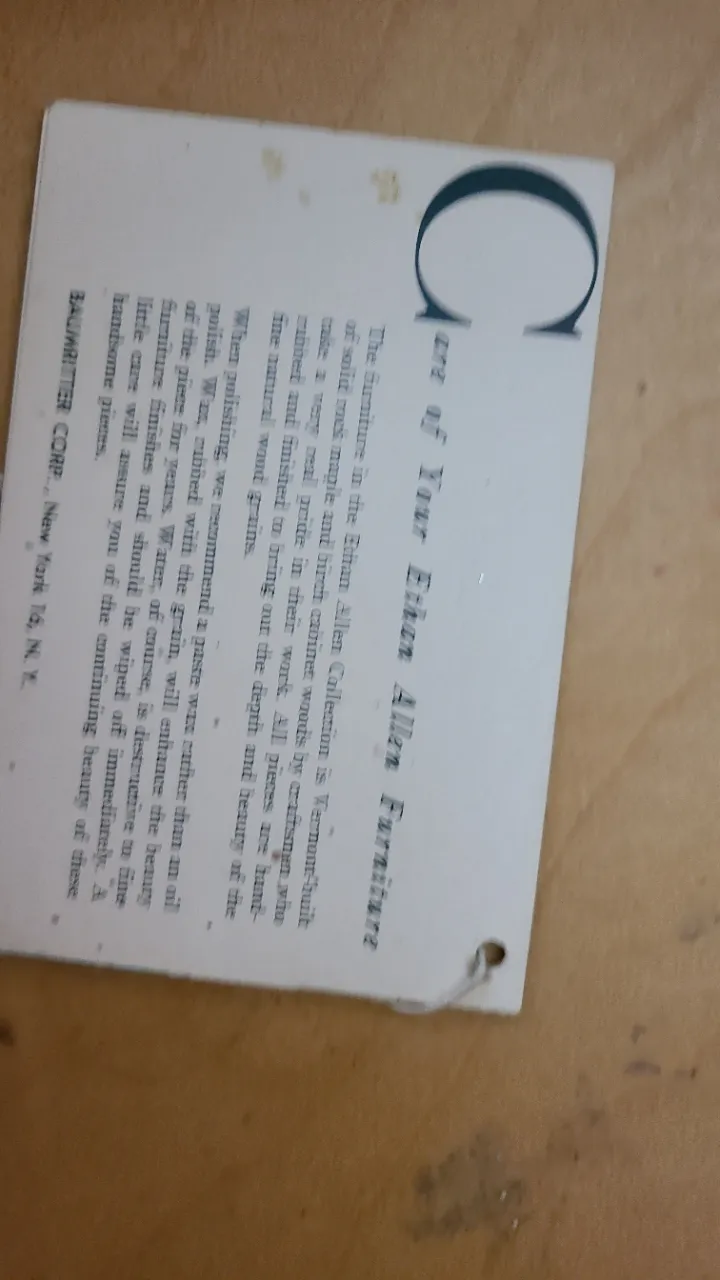 Care of Your Ethan Allen Furniture
The furniture in the Ethan Allen Collection is Vermont-built
of solid rock maple and birch cabinet woods by craftsmen who
take a very real pride in their work. All pieces are hand-
rubbed and finished to bring out the depth and beauty of the
fine natural wood grains.
When polishing, we recommend a paste wax rather than an oil
polish. Wax, rubbed with the grain, will enhance the beauty
of the piece for years. Water, of course, is destructive to fine
furniture finishes and should be wiped off immediately. A
little care will assure you of the continuing beauty of these
handsome pieces.
BAUMRITTER CORP., New York 16, N. Y.